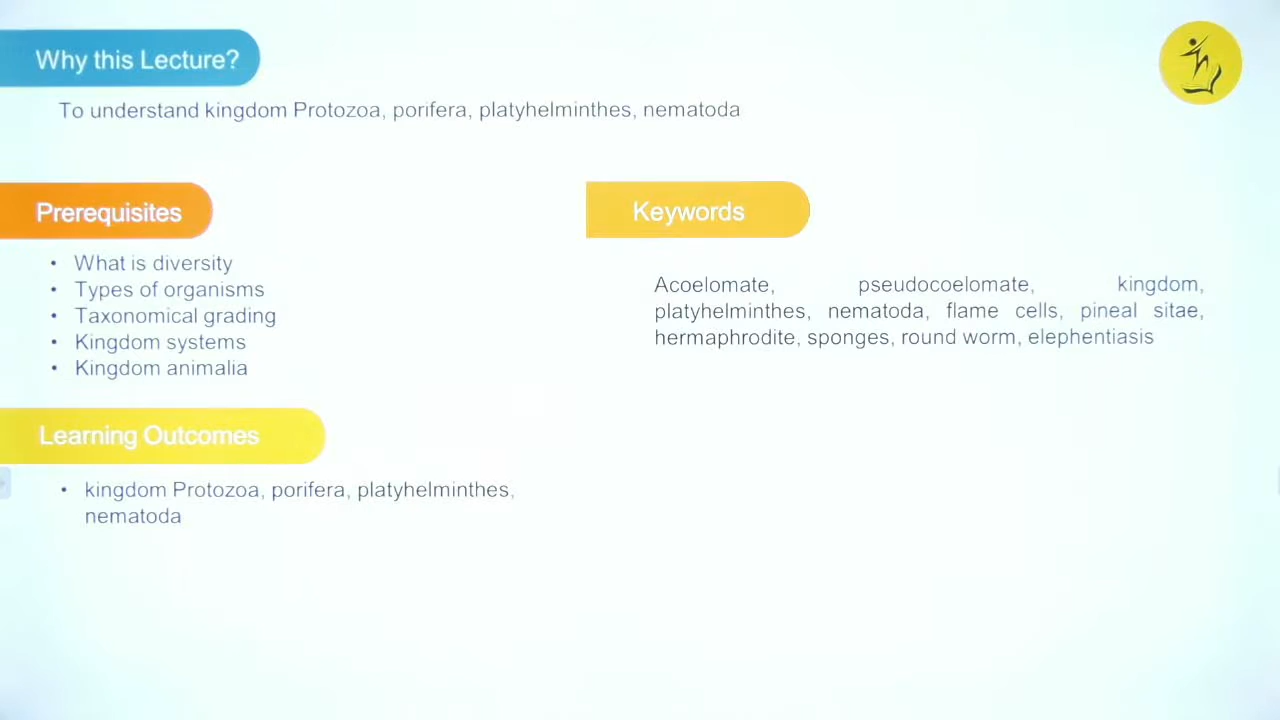 Why this Lecture?
To understand kingdom Protozoa, porifera, platyhelminthes, nematoda
Prerequisites
• What is diversity
• Types of organisms
• Taxonomical grading
• Kingdom systems
• Kingdom animalia
Keywords
Acoelomate, pseudocoelomate, kingdom,
platyhelminthes, nematoda, flame cells, pineal sitae,
hermaphrodite, sponges, round worm, elephentiasis
Learning Outcomes
• kingdom Protozoa, porifera, platyhelminthes,
nematoda